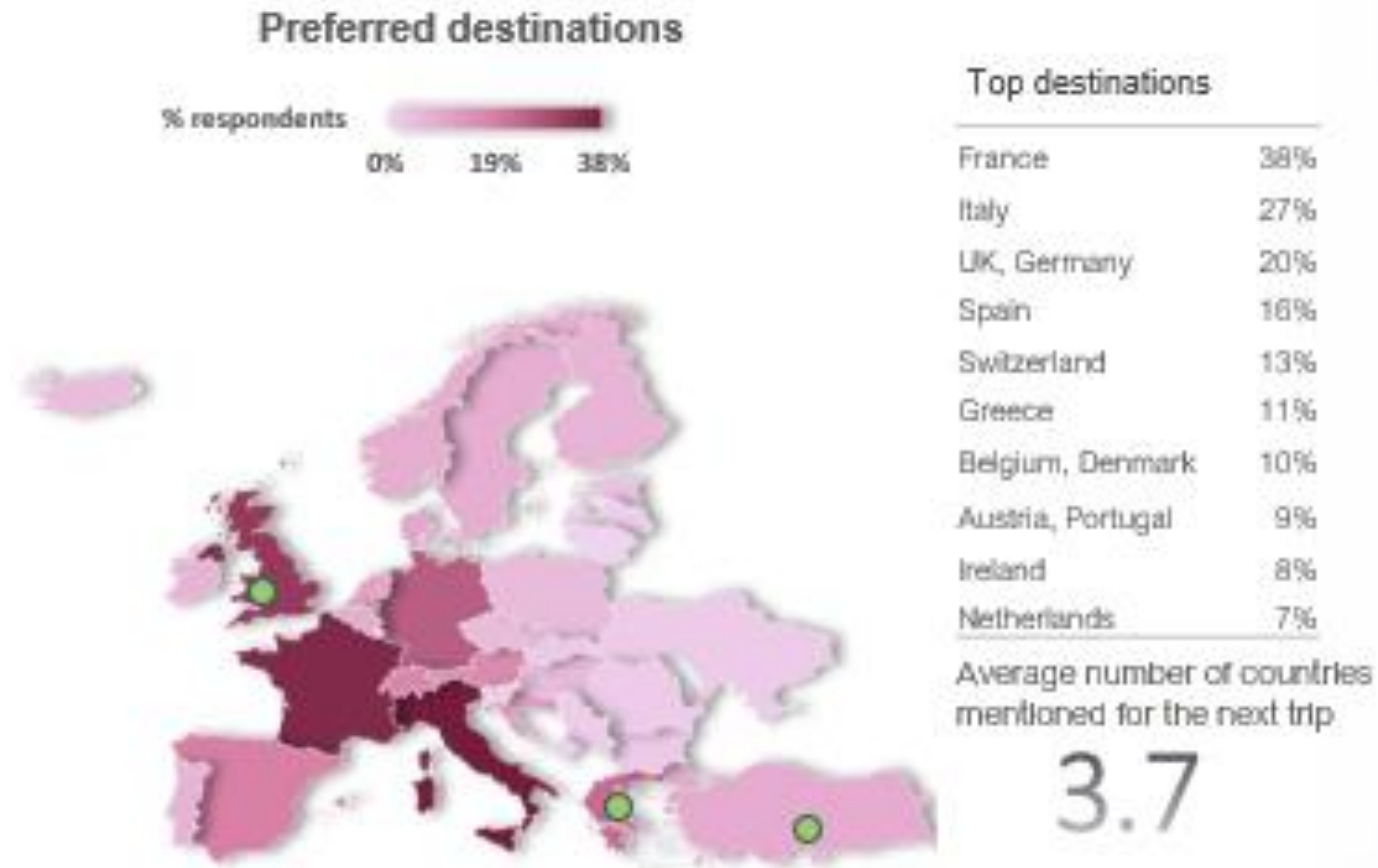 Preferred destinations
% respondents
0% 19% 38%
Top destinations
France 38%
Italy 27%
UK, Germany 20%
Spain 16%
Switzerland 13%
Greece 11%
Belgium, Denmark 10%
Austria, Portugal 9%
Ireland 8%
Netherlands 7%
Average number of countries
mentioned for the next trip
3.7